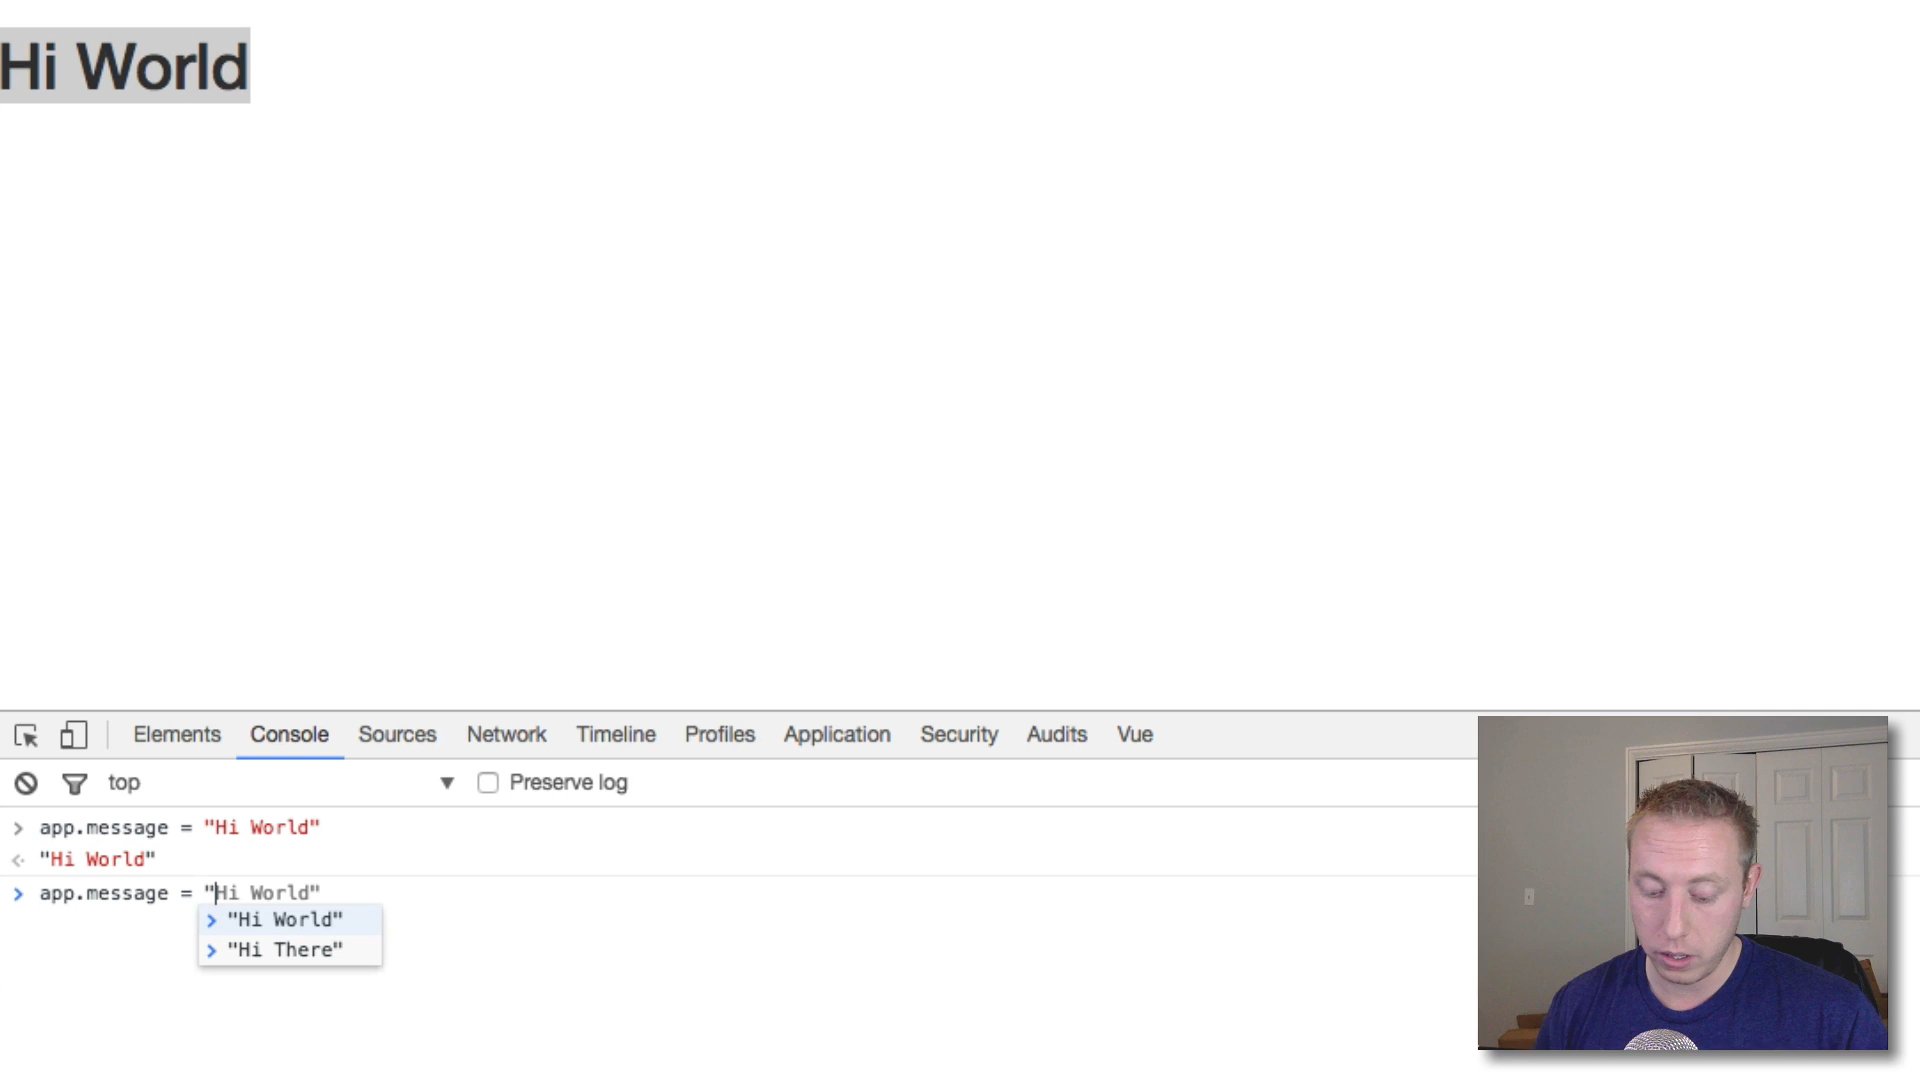 Hi World
Elements Console Sources Network Timeline Profiles Application Security Audits Vue
top ▼ Preserve log
> app.message = "Hi World"
"Hi World"
> app.message = "Hi World"
> "Hi World"
> "Hi There"